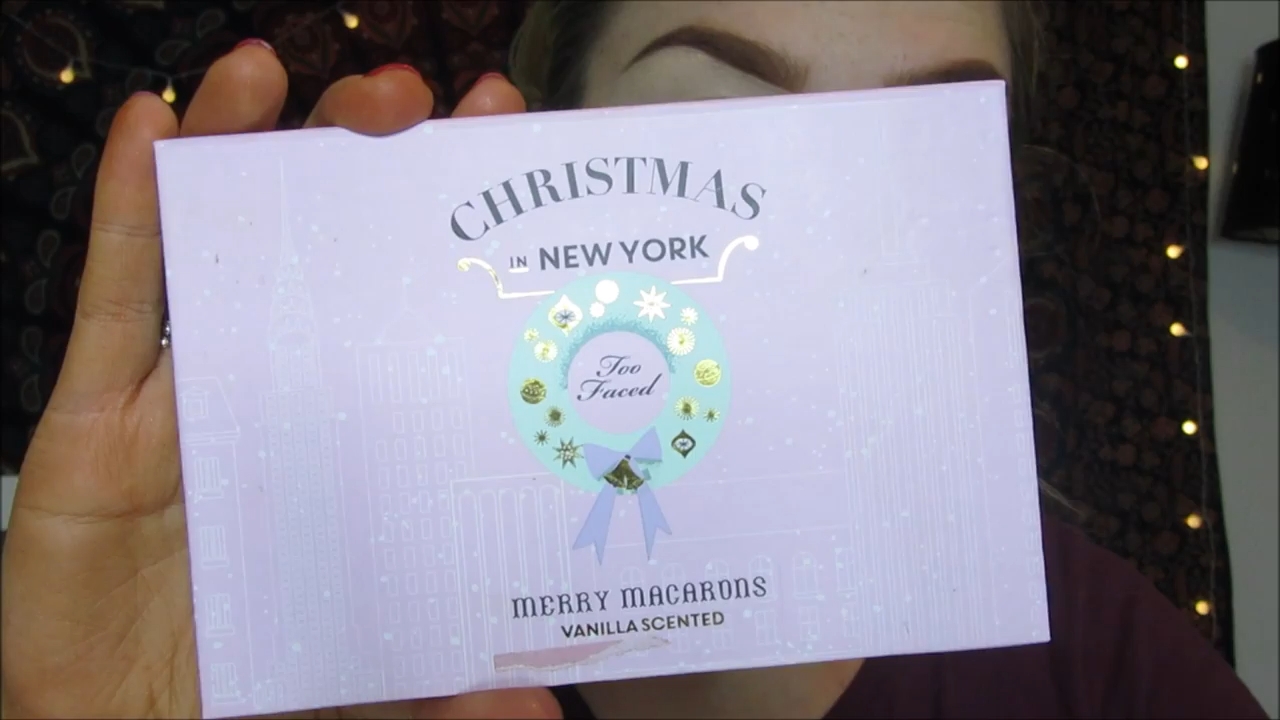 CHRISTMAS
IN NEW YORK
Too
Faced
MERRY MACARONS
VANILLA SCENTED